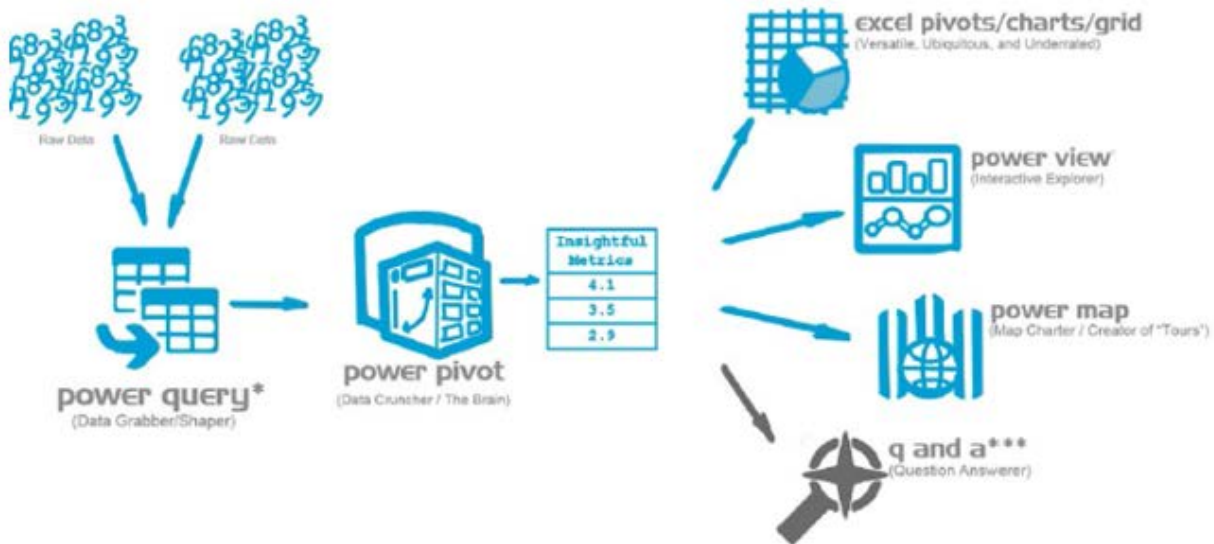 Raw Data
Raw Data
power query*
(Data Grabber/Shaper)
power pivot
(Data Cruncher / The Brain)
Insightful
Metrics
4.1
3.5
2.9
excel pivots/charts/grid
(Versatile, Ubiquitous, and Underrated)
power view
(Interactive Explorer)
power map
(Map Charter / Creator of "Tours")
q and a***
(Question Answerer)